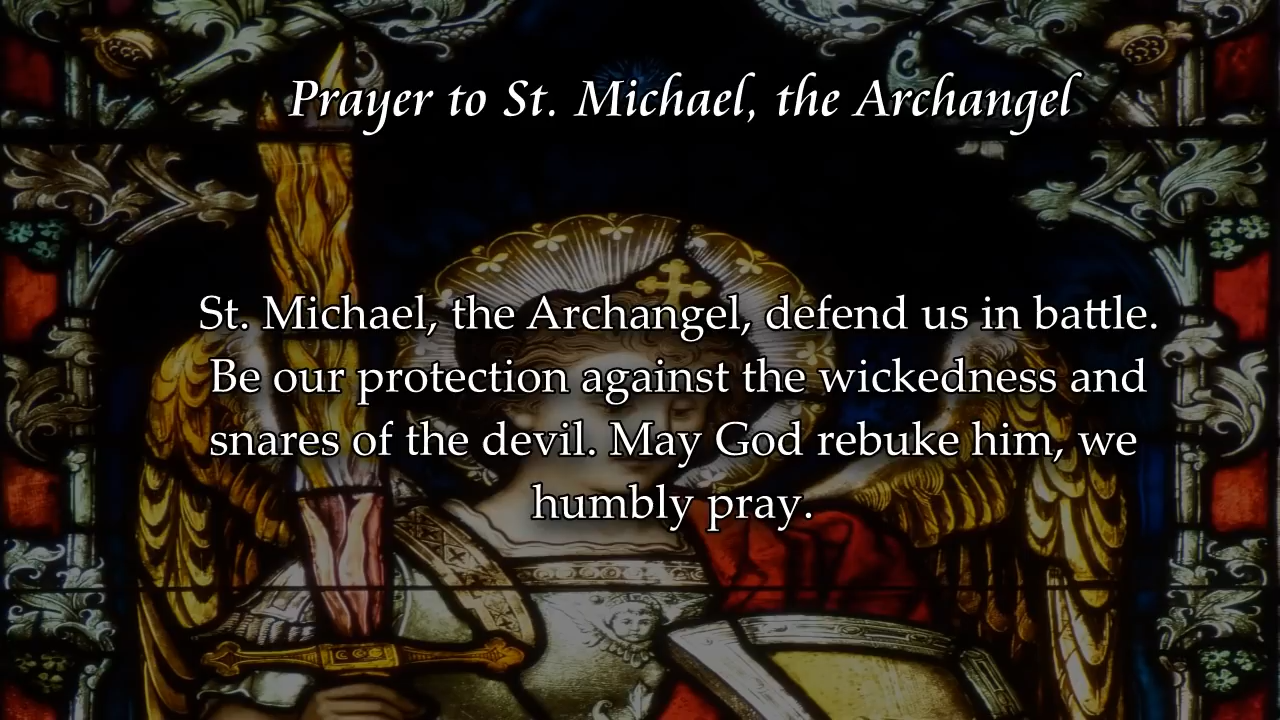 Prayer to St. Michael, the Archangel
St. Michael, the Archangel, defend us in battle.
Be our protection against the wickedness and
snares of the devil. May God rebuke him, we
humbly pray.